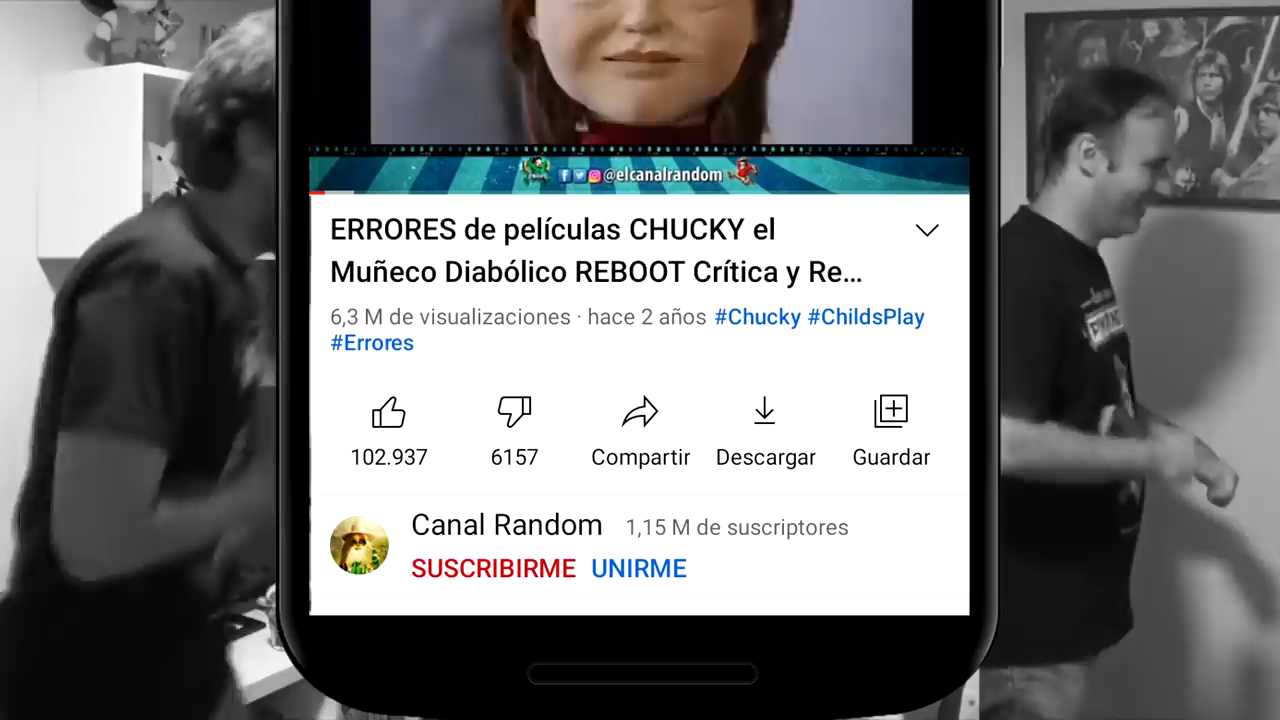 @elcanalrandom
ERRORES de películas CHUCKY el
Muñeco Diabólico REBOOT Crítica y Re...
6,3 M de visualizaciones · hace 2 años #Chucky #ChildsPlay
#Errores
102.937 6157 Compartir Descargar Guardar
Canal Random 1,15 M de suscriptores
SUSCRIBIRME UNIRME